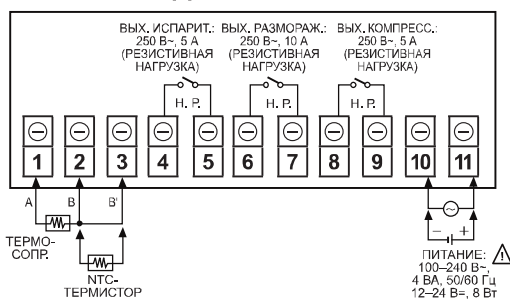 ВЫХ. ИСПАРИТ.: ВЫХ. РАЗМОРАЖ.: ВЫХ. КОМПРЕСС.:
250 В~, 5 А 250 В~, 10 А 250 В~, 5 А
(РЕЗИСТИВНАЯ (РЕЗИСТИВНАЯ (РЕЗИСТИВНАЯ
НАГРУЗКА) НАГРУЗКА) НАГРУЗКА)
Н. Р. Н. Р. Н. Р.
1 2 3 4 5 6 7 8 9 10 11
A B B'
− +
ТЕРМО-
СОПР.
NTC-
ТЕРМИСТОР
ПИТАНИЕ:
100–240 В~,
4 ВА, 50/60 Гц
12–24 В=, 8 Вт